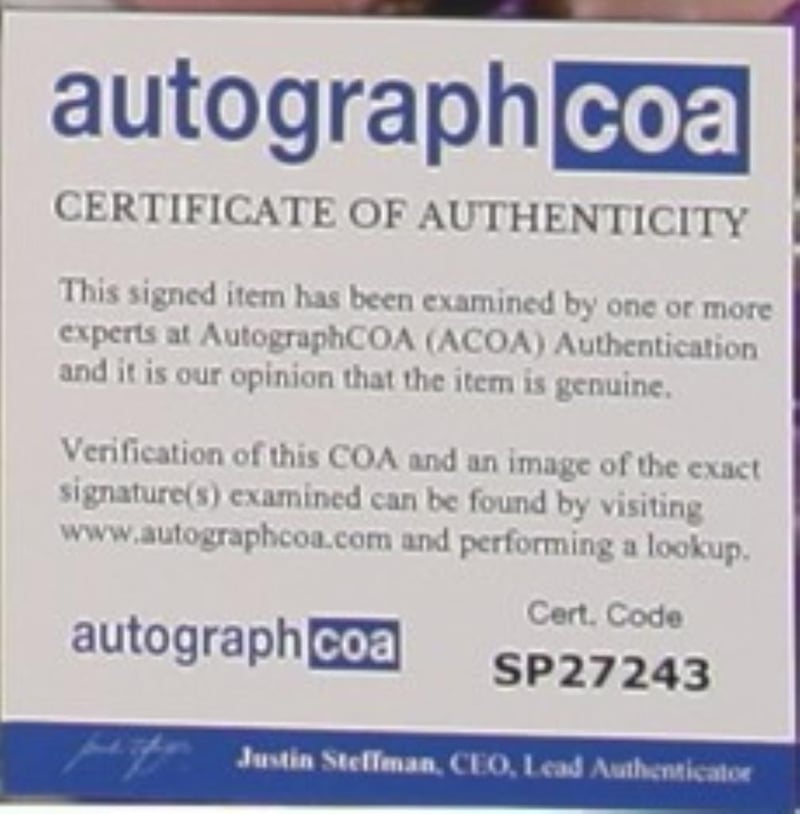 autographcoa
CERTIFICATE OF AUTHENTICITY
This signed item has been examined by one or more
experts at AutographCOA (ACOA) Authentication
and it is our opinion that the item is genuine.
Verification of this COA and an image of the exact
signature(s) examined can be found by visiting
www.autographcoa.com and performing a lookup.
autographcoa
Cert. Code
SP27243
Justin Steffman, CEO, Lead Authenticator